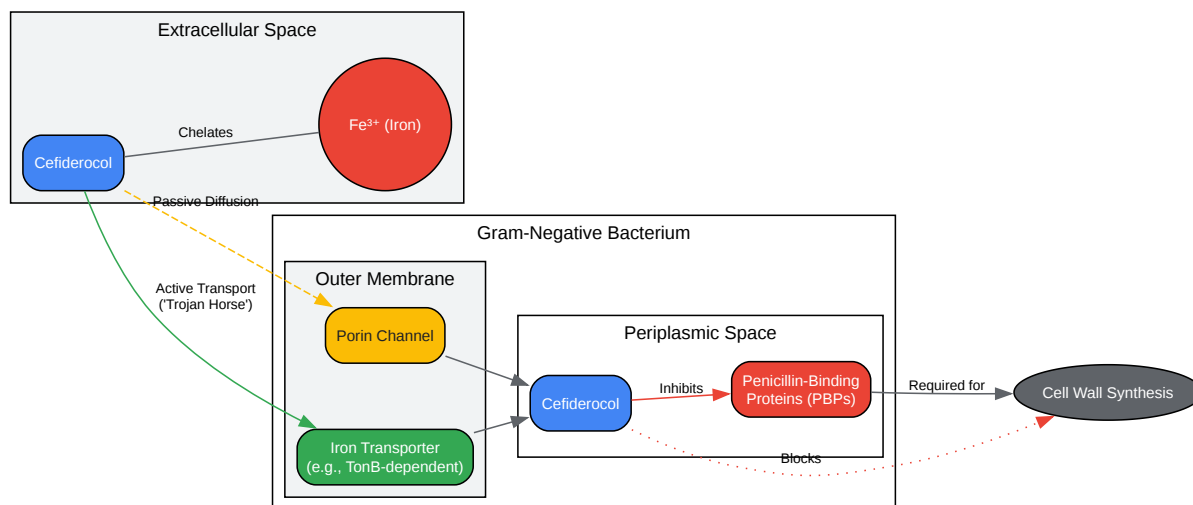 Extracellular Space
Fe³⁺ (Iron)
Chelates
Cefiderocol
Passive Diffusion
Gram-Negative Bacterium
Outer Membrane
Active Transport
('Trojan Horse')
Porin Channel
Periplasmic Space
Penicillin-Binding
Proteins (PBPs)
Inhibits
Required for
Cell Wall Synthesis
Cefiderocol
Iron Transporter
(e.g., TonB-dependent)
Blocks